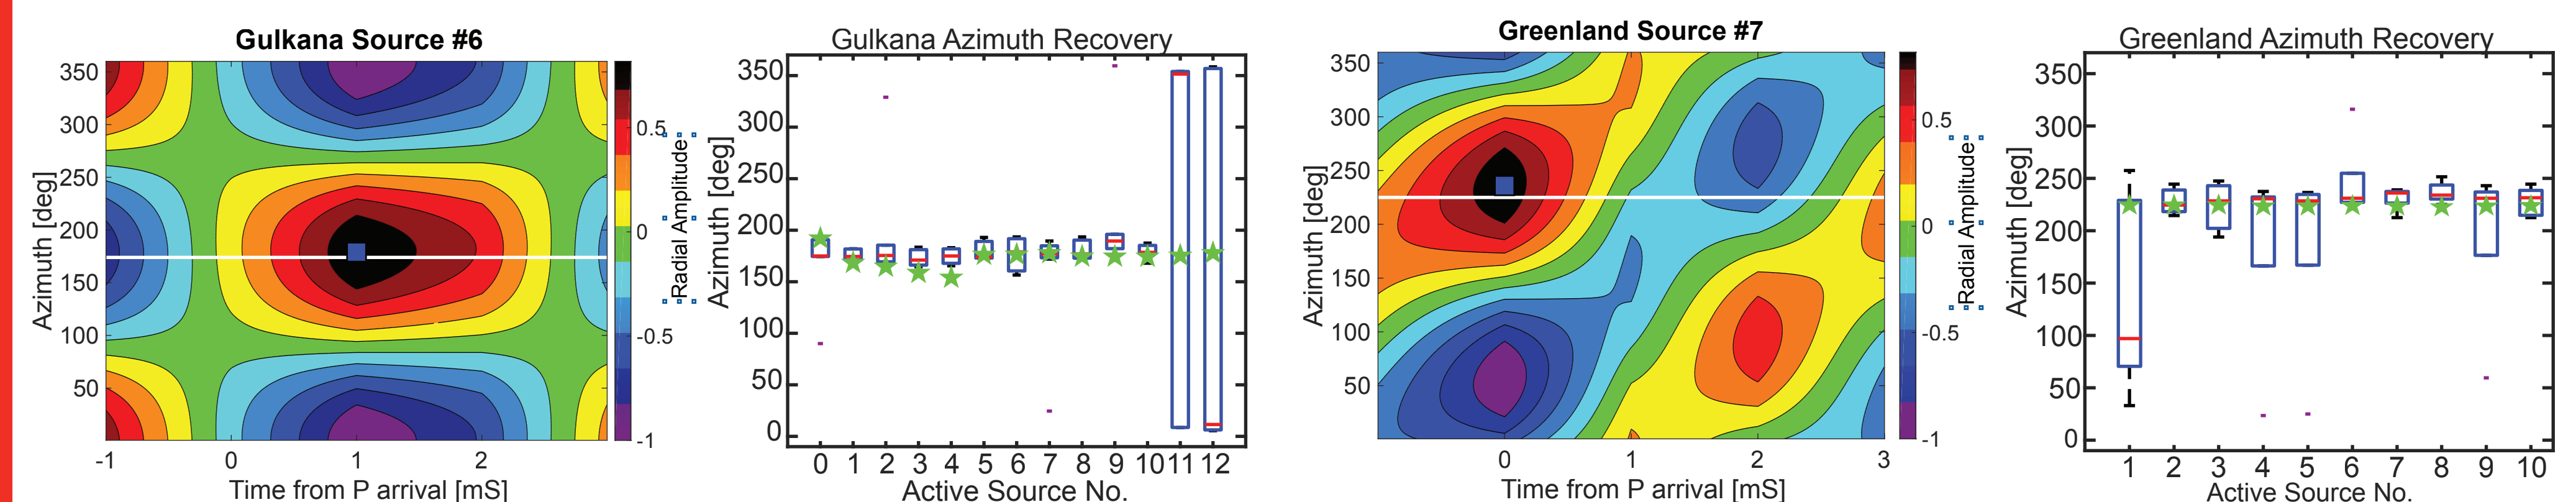 Gulkana Source #6
350
300
250
200
150
100
50
Azimuth [deg]
-1 0 1 2
Time from P arrival [mS]
0.5
0
-0.5
-1
Radial Amplitude
Gulkana Azimuth Recovery
350
300
250
200
150
100
50
0
Azimuth [deg]
0 1 2 3 4 5 6 7 8 9 10 11 12
Active Source No.
Greenland Source #7
350
300
250
200
150
100
50
Azimuth [deg]
0 1 2 3
Time from P arrival [mS]
0.5
0
-0.5
-1
Radial Amplitude
Greenland Azimuth Recovery
350
300
250
200
150
100
50
0
Azimuth [deg]
1 2 3 4 5 6 7 8 9 10
Active Source No.